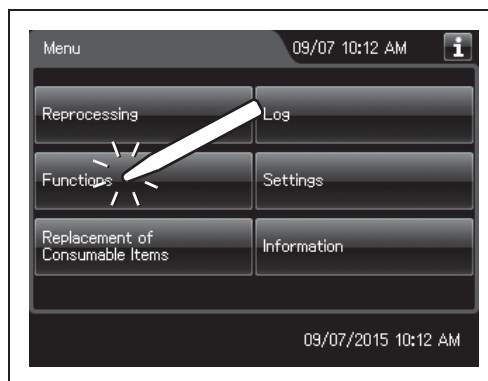 Menu
09/07 10:12 AM
i
Reprocessing
Log
Functions
Settings
Replacement of
Consumable Items
Information
09/07/2015 10:12 AM